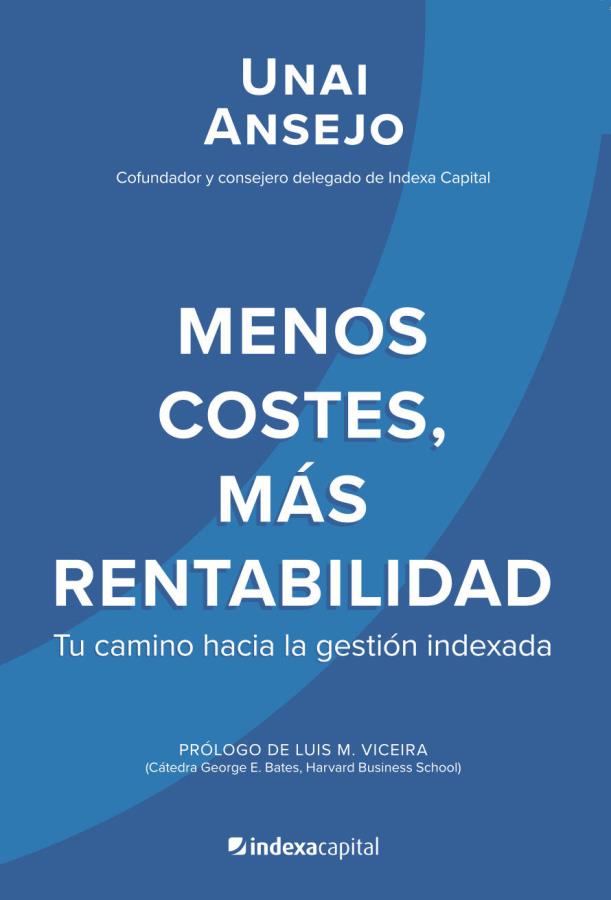 UNAI
ANSEJO
Cofundador y consejero delegado de Indexa Capital
MENOS
COSTES,
MÁS
RENTABILIDAD
Tu camino hacia la gestión indexada
PRÓLOGO DE LUIS M. VICEIRA
(Cátedra George E. Bates, Harvard Business School)
indexacapital